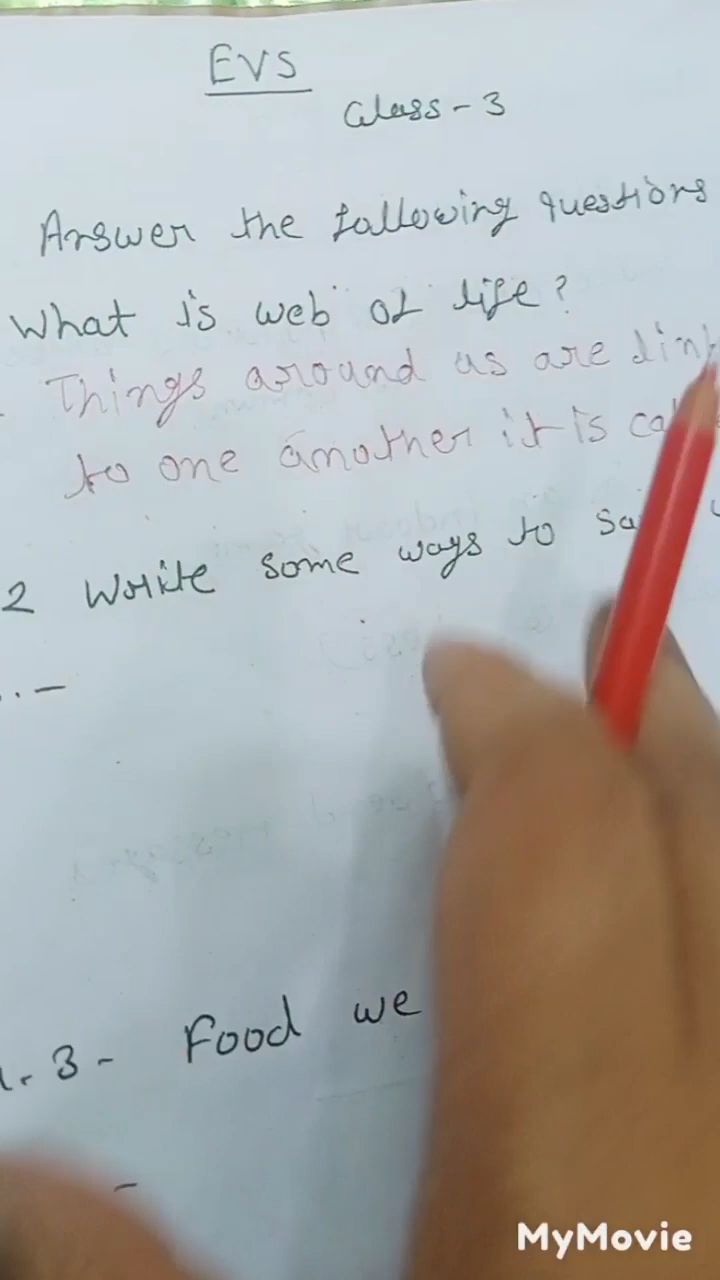 EVS
Class - 3
Answer the following questions
What is web of life?
Things around us are
to one another it is
2 Write some ways to
3 - Food we
MyMovie